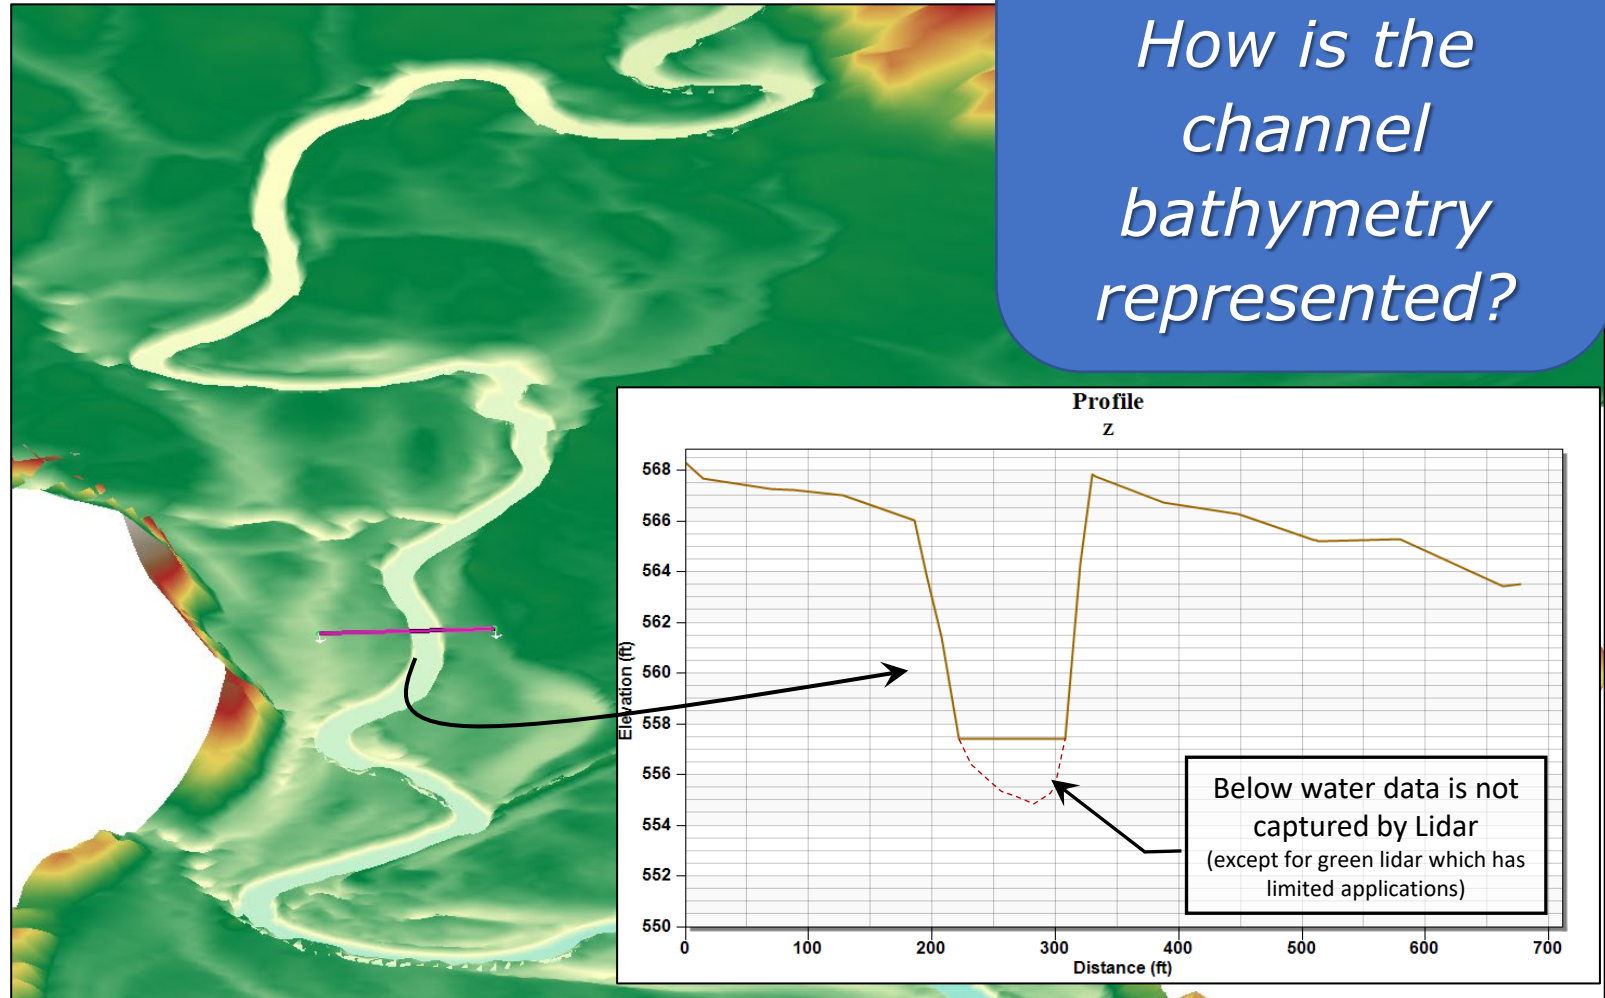 How is the
channel
bathymetry
represented?
Profile
z
568
566
564
562
560
558
556
554
552
550
Elevation (ft)
0 100 200 300 400 500 600 700
Distance (ft)
Below water data is not
captured by Lidar
(except for green lidar which has
limited applications)